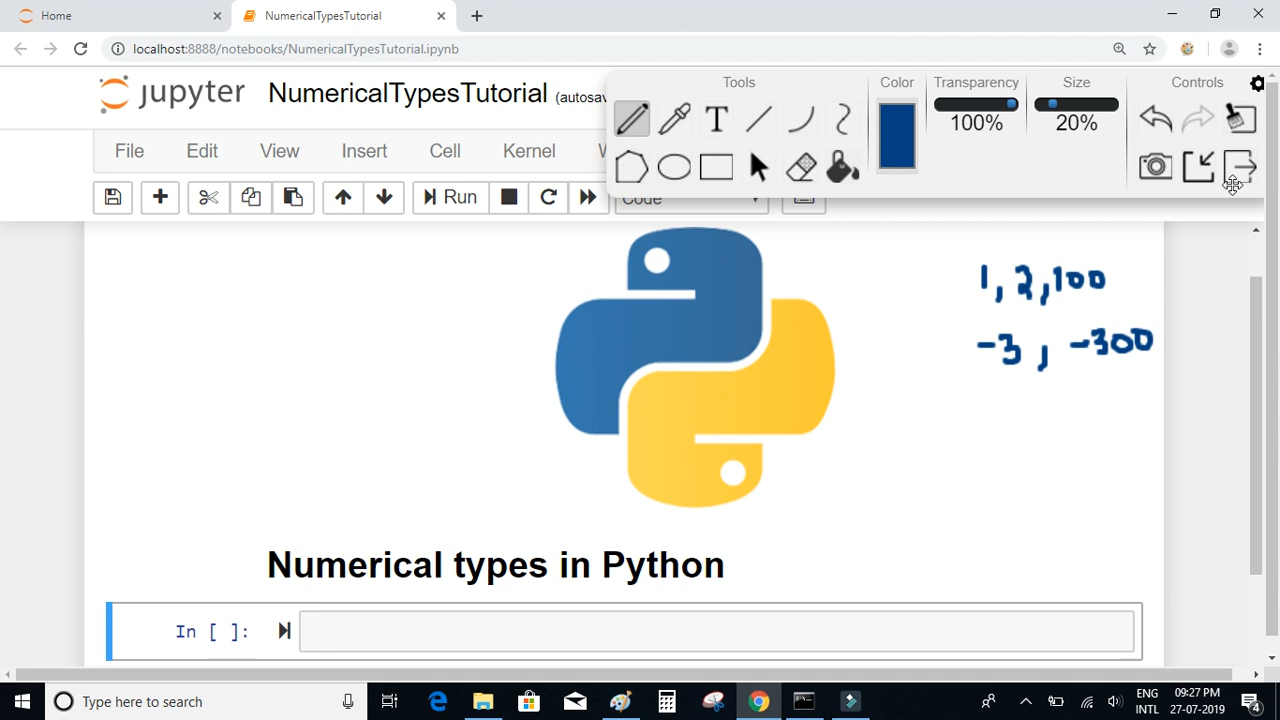 Home
NumericalTypesTutorial
localhost:8888/notebooks/NumericalTypesTutorial.ipynb
jupyter NumericalTypesTutorial (autosav
Tools Color Transparency Size Controls
100% 20%
File Edit View Insert Cell Kernel W
Run Code
1, 2, 100
-3, -300
Numerical types in Python
In [ ]:
Type here to search
ENG 09:27 PM
INTL 27-07-2019
4